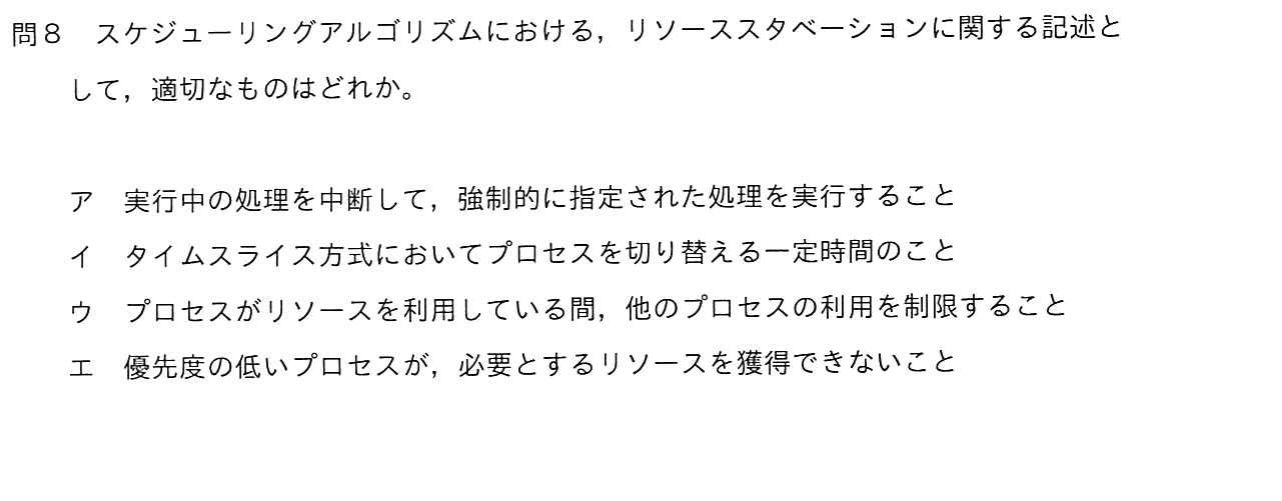 問８　スケジューリングアルゴリズムにおける，リソーススタベーションに関する記述と
して，適切なものはどれか。
ア　実行中の処理を中断して，強制的に指定された処理を実行すること
イ　タイムスライス方式においてプロセスを切り替える一定時間のこと
ウ　プロセスがリソースを利用している間，他のプロセスの利用を制限すること
エ　優先度の低いプロセスが，必要とするリソースを獲得できないこと